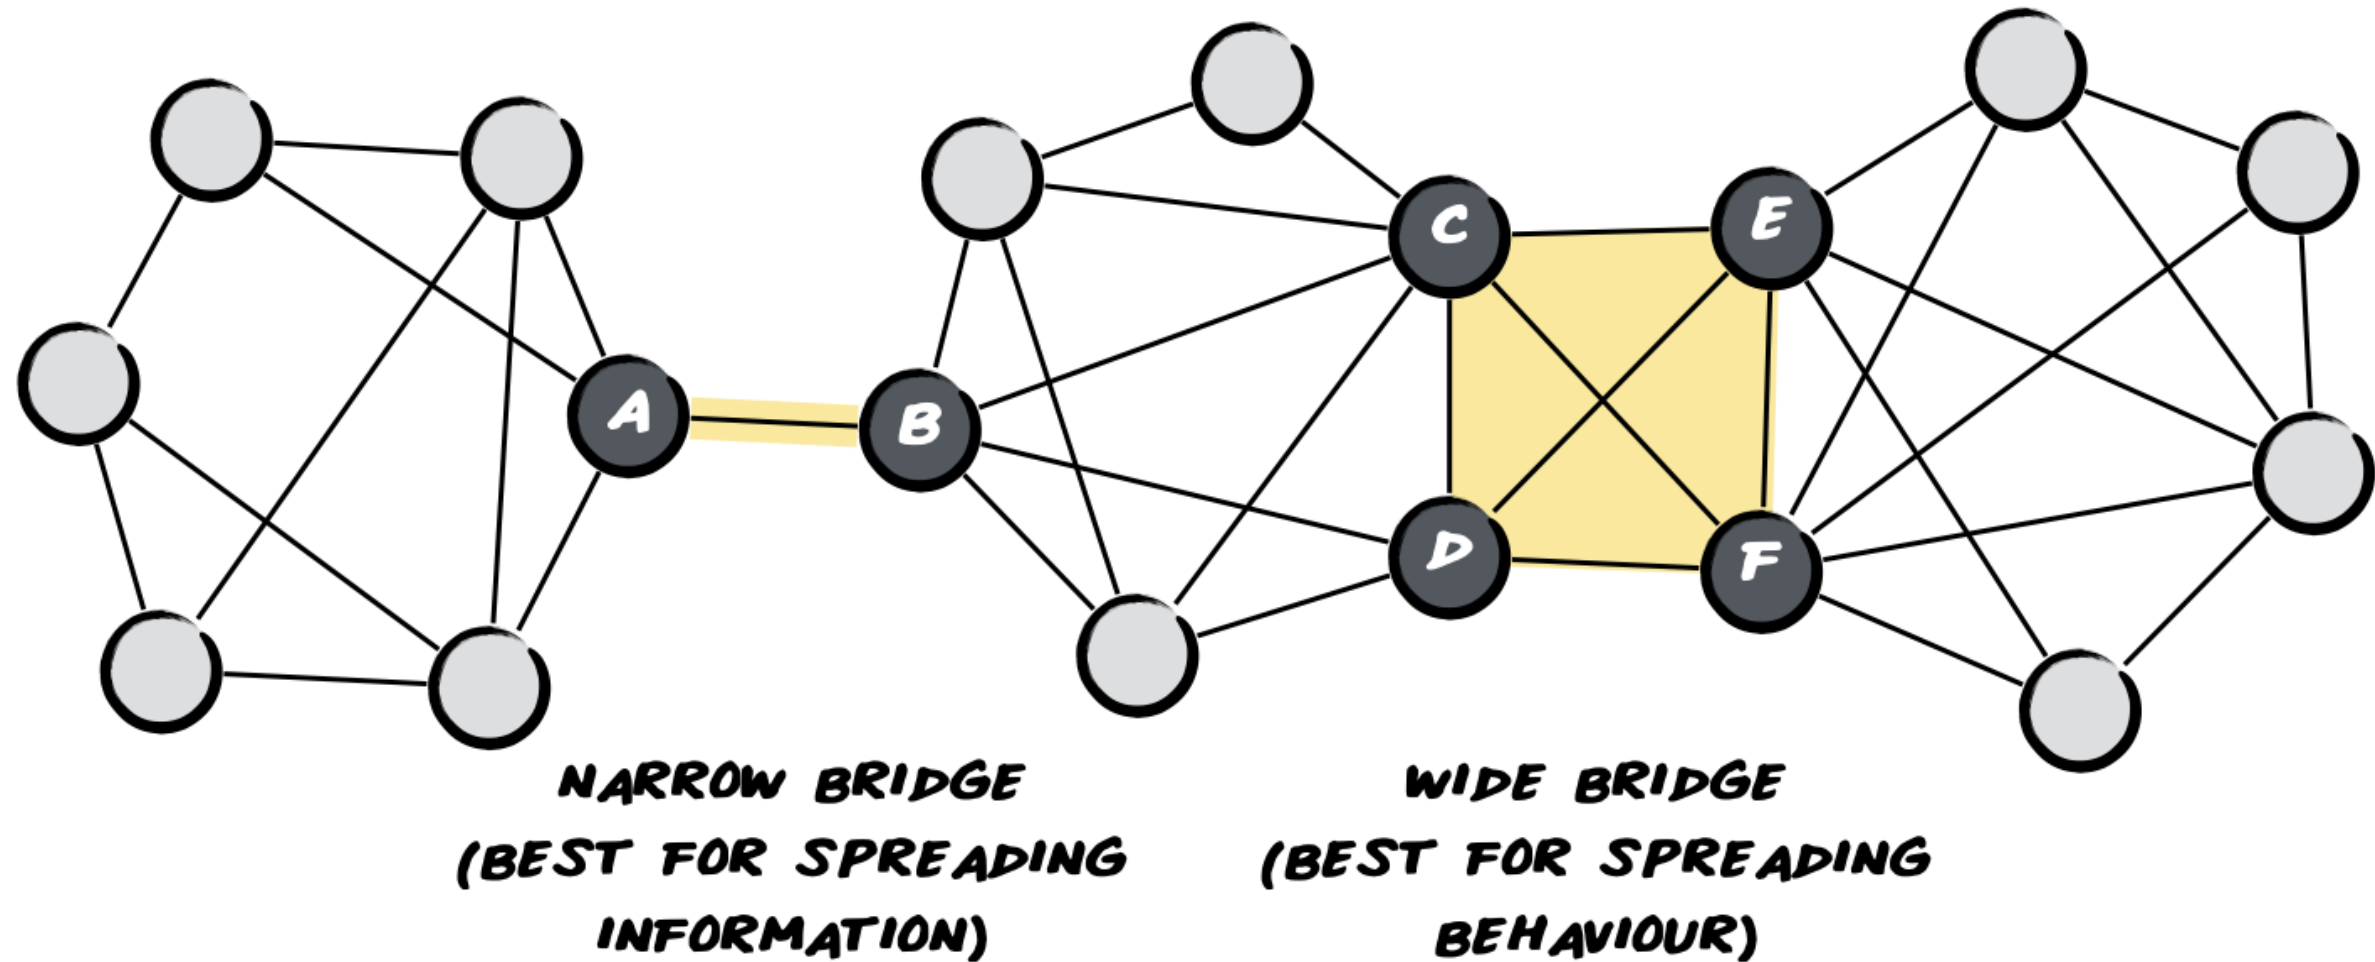 C
E
A
B
D
F
NARROW BRIDGE
(BEST FOR SPREADING
INFORMATION)
WIDE BRIDGE
(BEST FOR SPREADING
BEHAVIOUR)